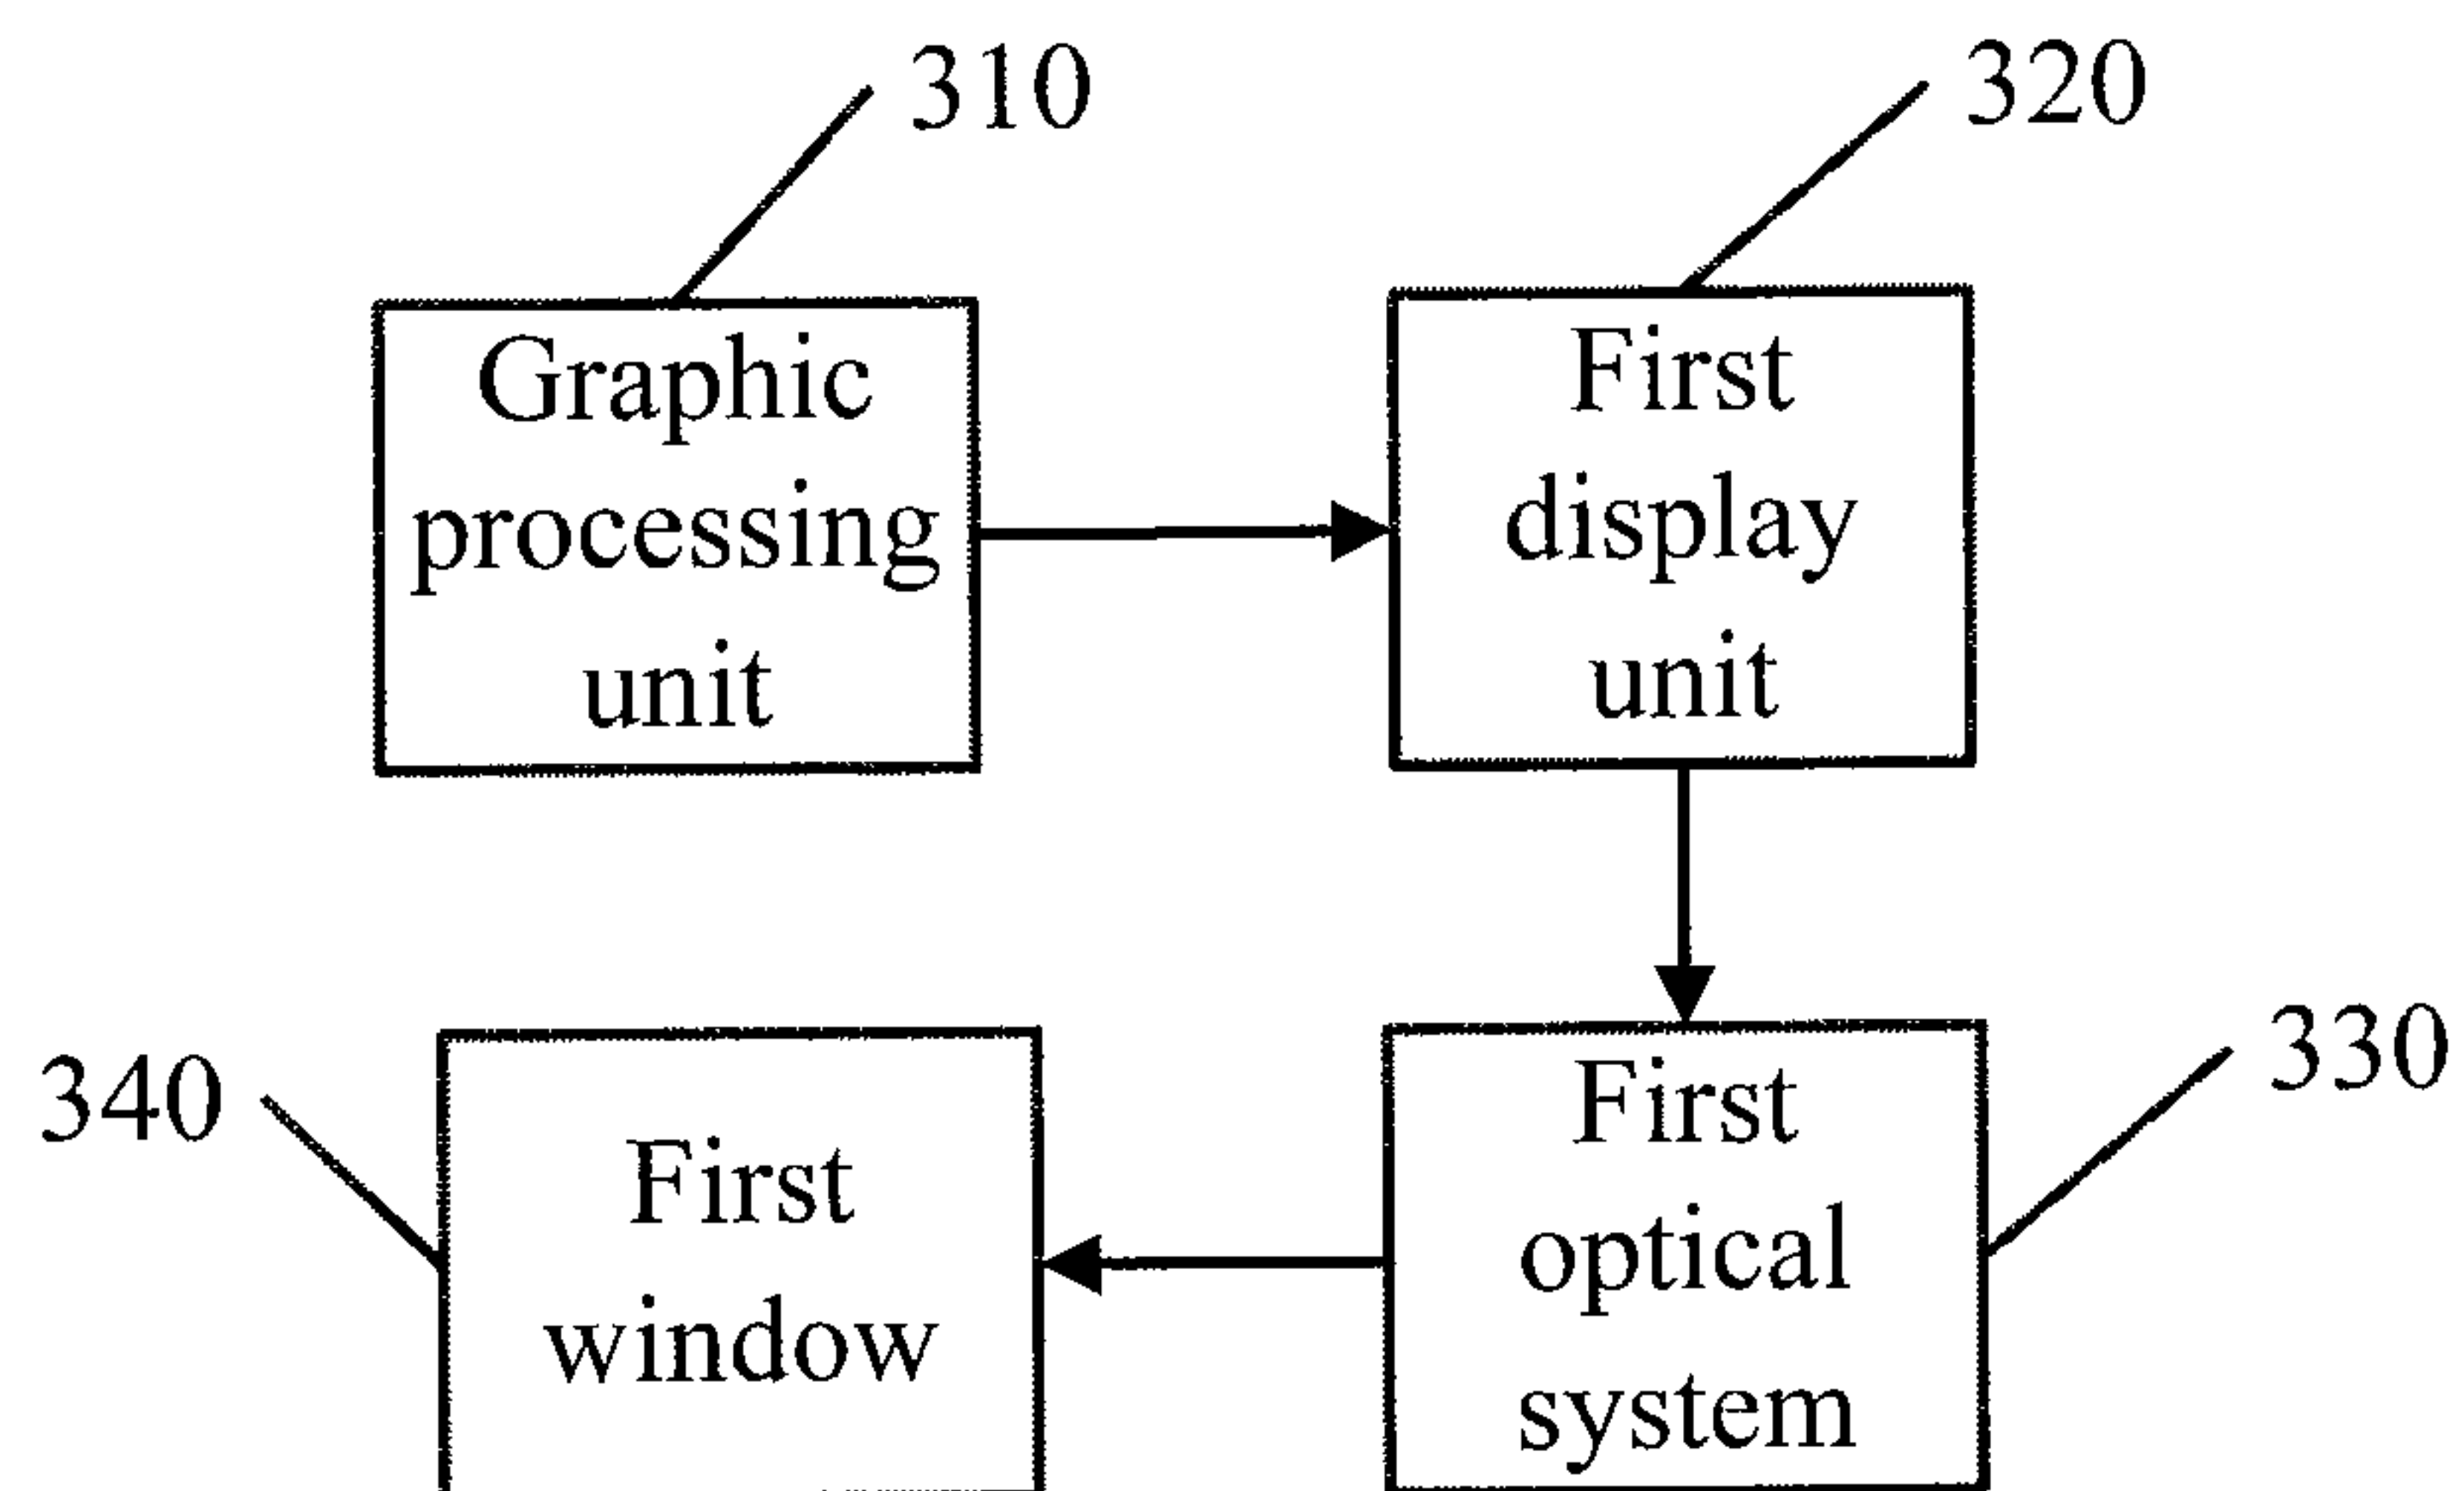 310
320
Graphic
processing
unit
First
display
unit
340
First
window
First
optical
system
330